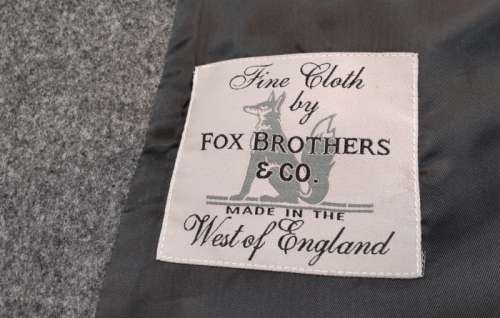 Fine Cloth
by
FOX BROTHERS
& CO.
MADE IN THE
West of England